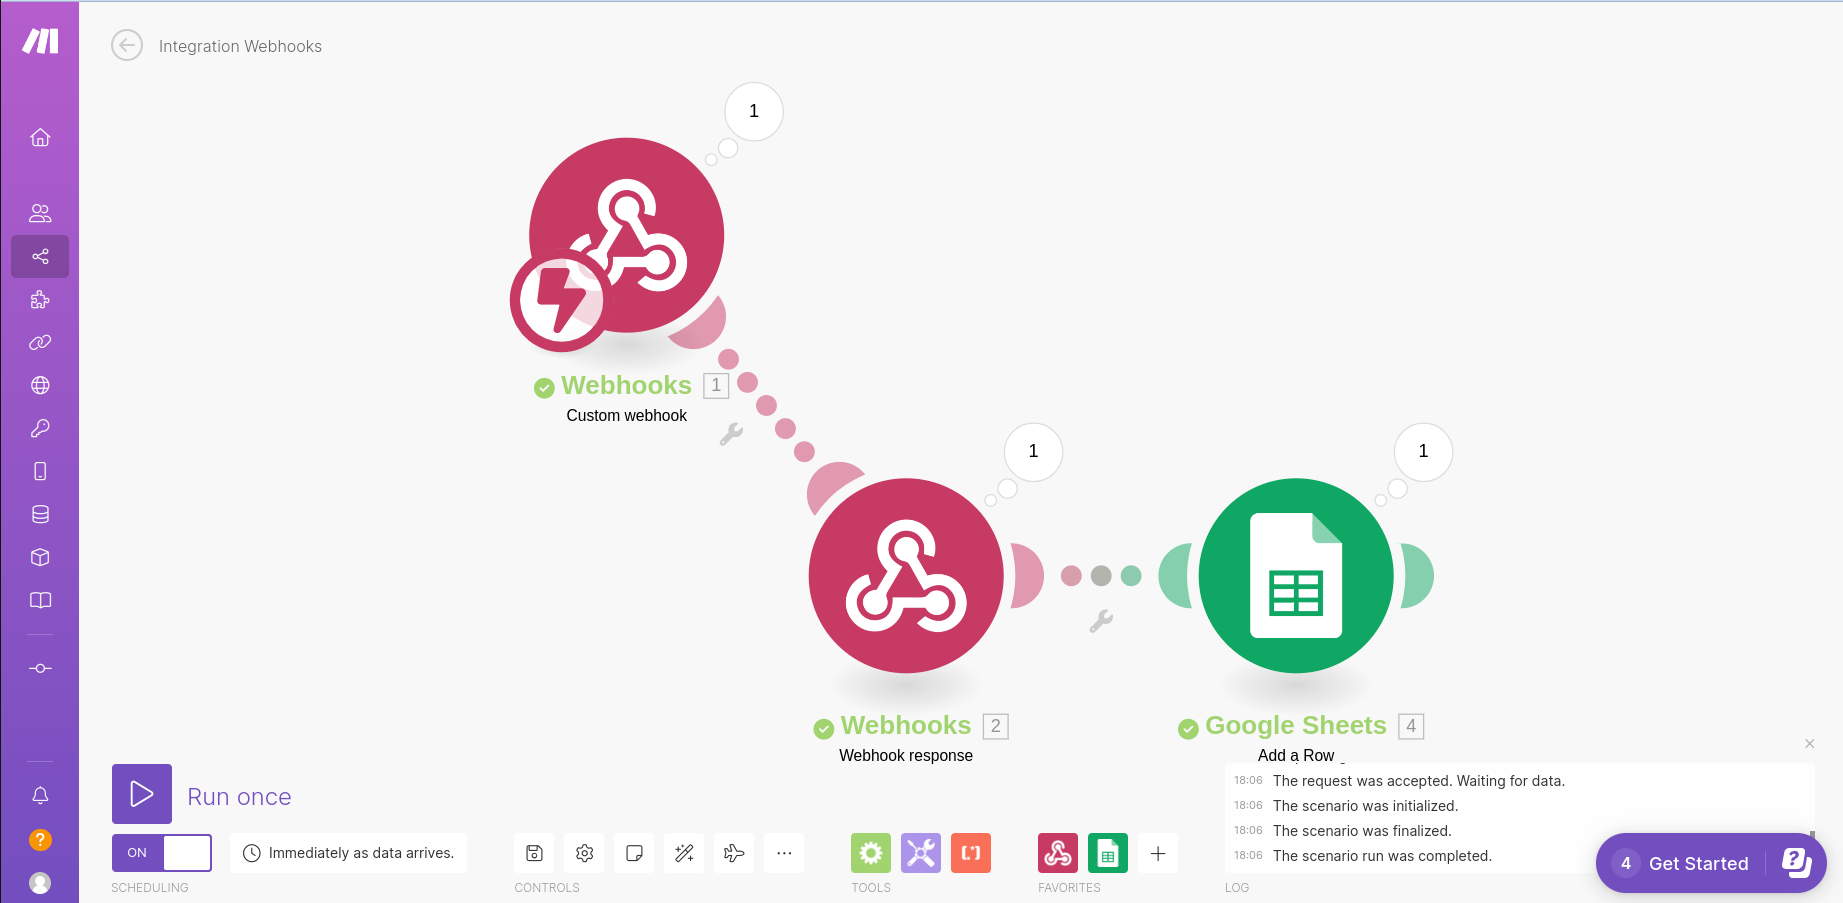 Integration Webhooks
1
Webhooks 1
Custom webhook
1
1
Webhooks 2
Webhook response
Google Sheets 4
Add a Row
Run once
ON
Immediately as data arrives.
SCHEDULING
CONTROLS
TOOLS
FAVORITES
18:06 The request was accepted. Waiting for data.
18:06 The scenario was initialized.
18:06 The scenario was finalized.
18:06 The scenario run was completed.
LOG
4 Get Started